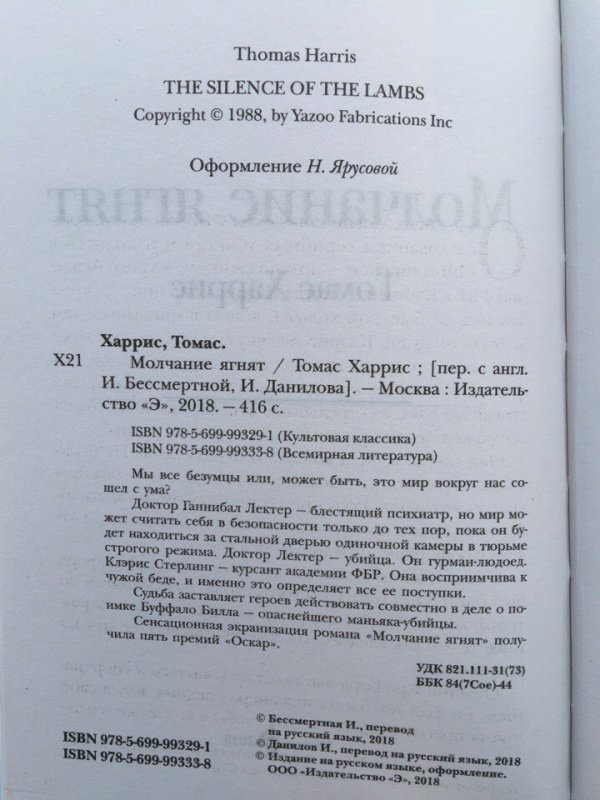 Thomas Harris
THE SILENCE OF THE LAMBS
Copyright © 1988, by Yazoo Fabrications Inc
Оформление Н. Ярусовой
Молчание ягнят
Томас Харрис
Харрис, Томас.
Х21 Молчание ягнят / Томас Харрис ; [пер. с англ.
И. Бессмертной, И. Данилова]. — Москва : Издатель-
ство «Э», 2018. — 416 с.
ISBN 978-5-699-99329-1 (Культовая классика)
ISBN 978-5-699-99333-8 (Всемирная литература)
Мы все безумцы или, может быть, это мир вокруг нас со-
шел с ума?
Доктор Ганнибал Лектер — блестящий психиатр, но мир мо-
жет считать себя в безопасности только до тех пор, пока он бу-
дет находиться за стальной дверью одиночной камеры в тюрьме
строгого режима. Доктор Лектер — убийца. Он гурман-людоед.
Клэрис Стерлинг — курсант академии ФБР. Она восприимчива к
чужой беде, и именно это определяет все ее поступки.
Судьба заставляет героев действовать совместно в деле о по-
имке Буффало Билла — опаснейшего маньяка-убийцы.
Сенсационная экранизация романа «Молчание ягнят» полу-
чила пять премий «Оскар».
УДК 821.111-31(73)
ББК 84(7Сое)-44
© Бессмертная И., перевод
на русский язык, 2018
© Данилов И., перевод на русский язык, 2018
© Издание на русском языке, оформление.
ООО «Издательство «Э», 2018
ISBN 978-5-699-99329-1
ISBN 978-5-699-99333-8